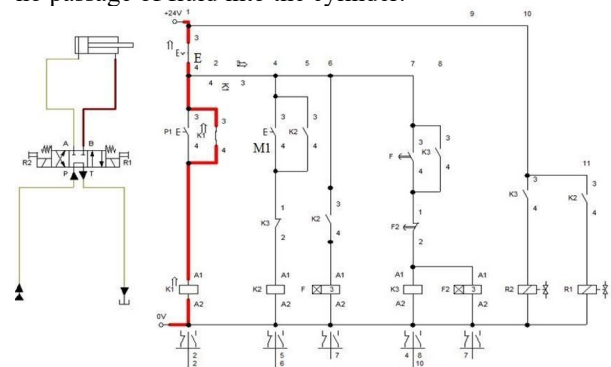 no passage of fluid into the cylinder.
+24V 1 9 10
3
E E 2 3 4 5 6 7 8
4 4 3
A B
R2 R1
P T
3 3 3 3
P1 E K1 E K2
4 4 4 4
M1
3 3
F K3
4 4
11
3 3
K3 K2
4 4
1 3 1
K3 K2 F2
2 4 2
A1 A1 A1 A1 A1
K1 K2 F 3 K3 F2 3 R2 R1
A2 A2 A2 A2 A2
0V
2 5 7 4 8 7
2 6 10